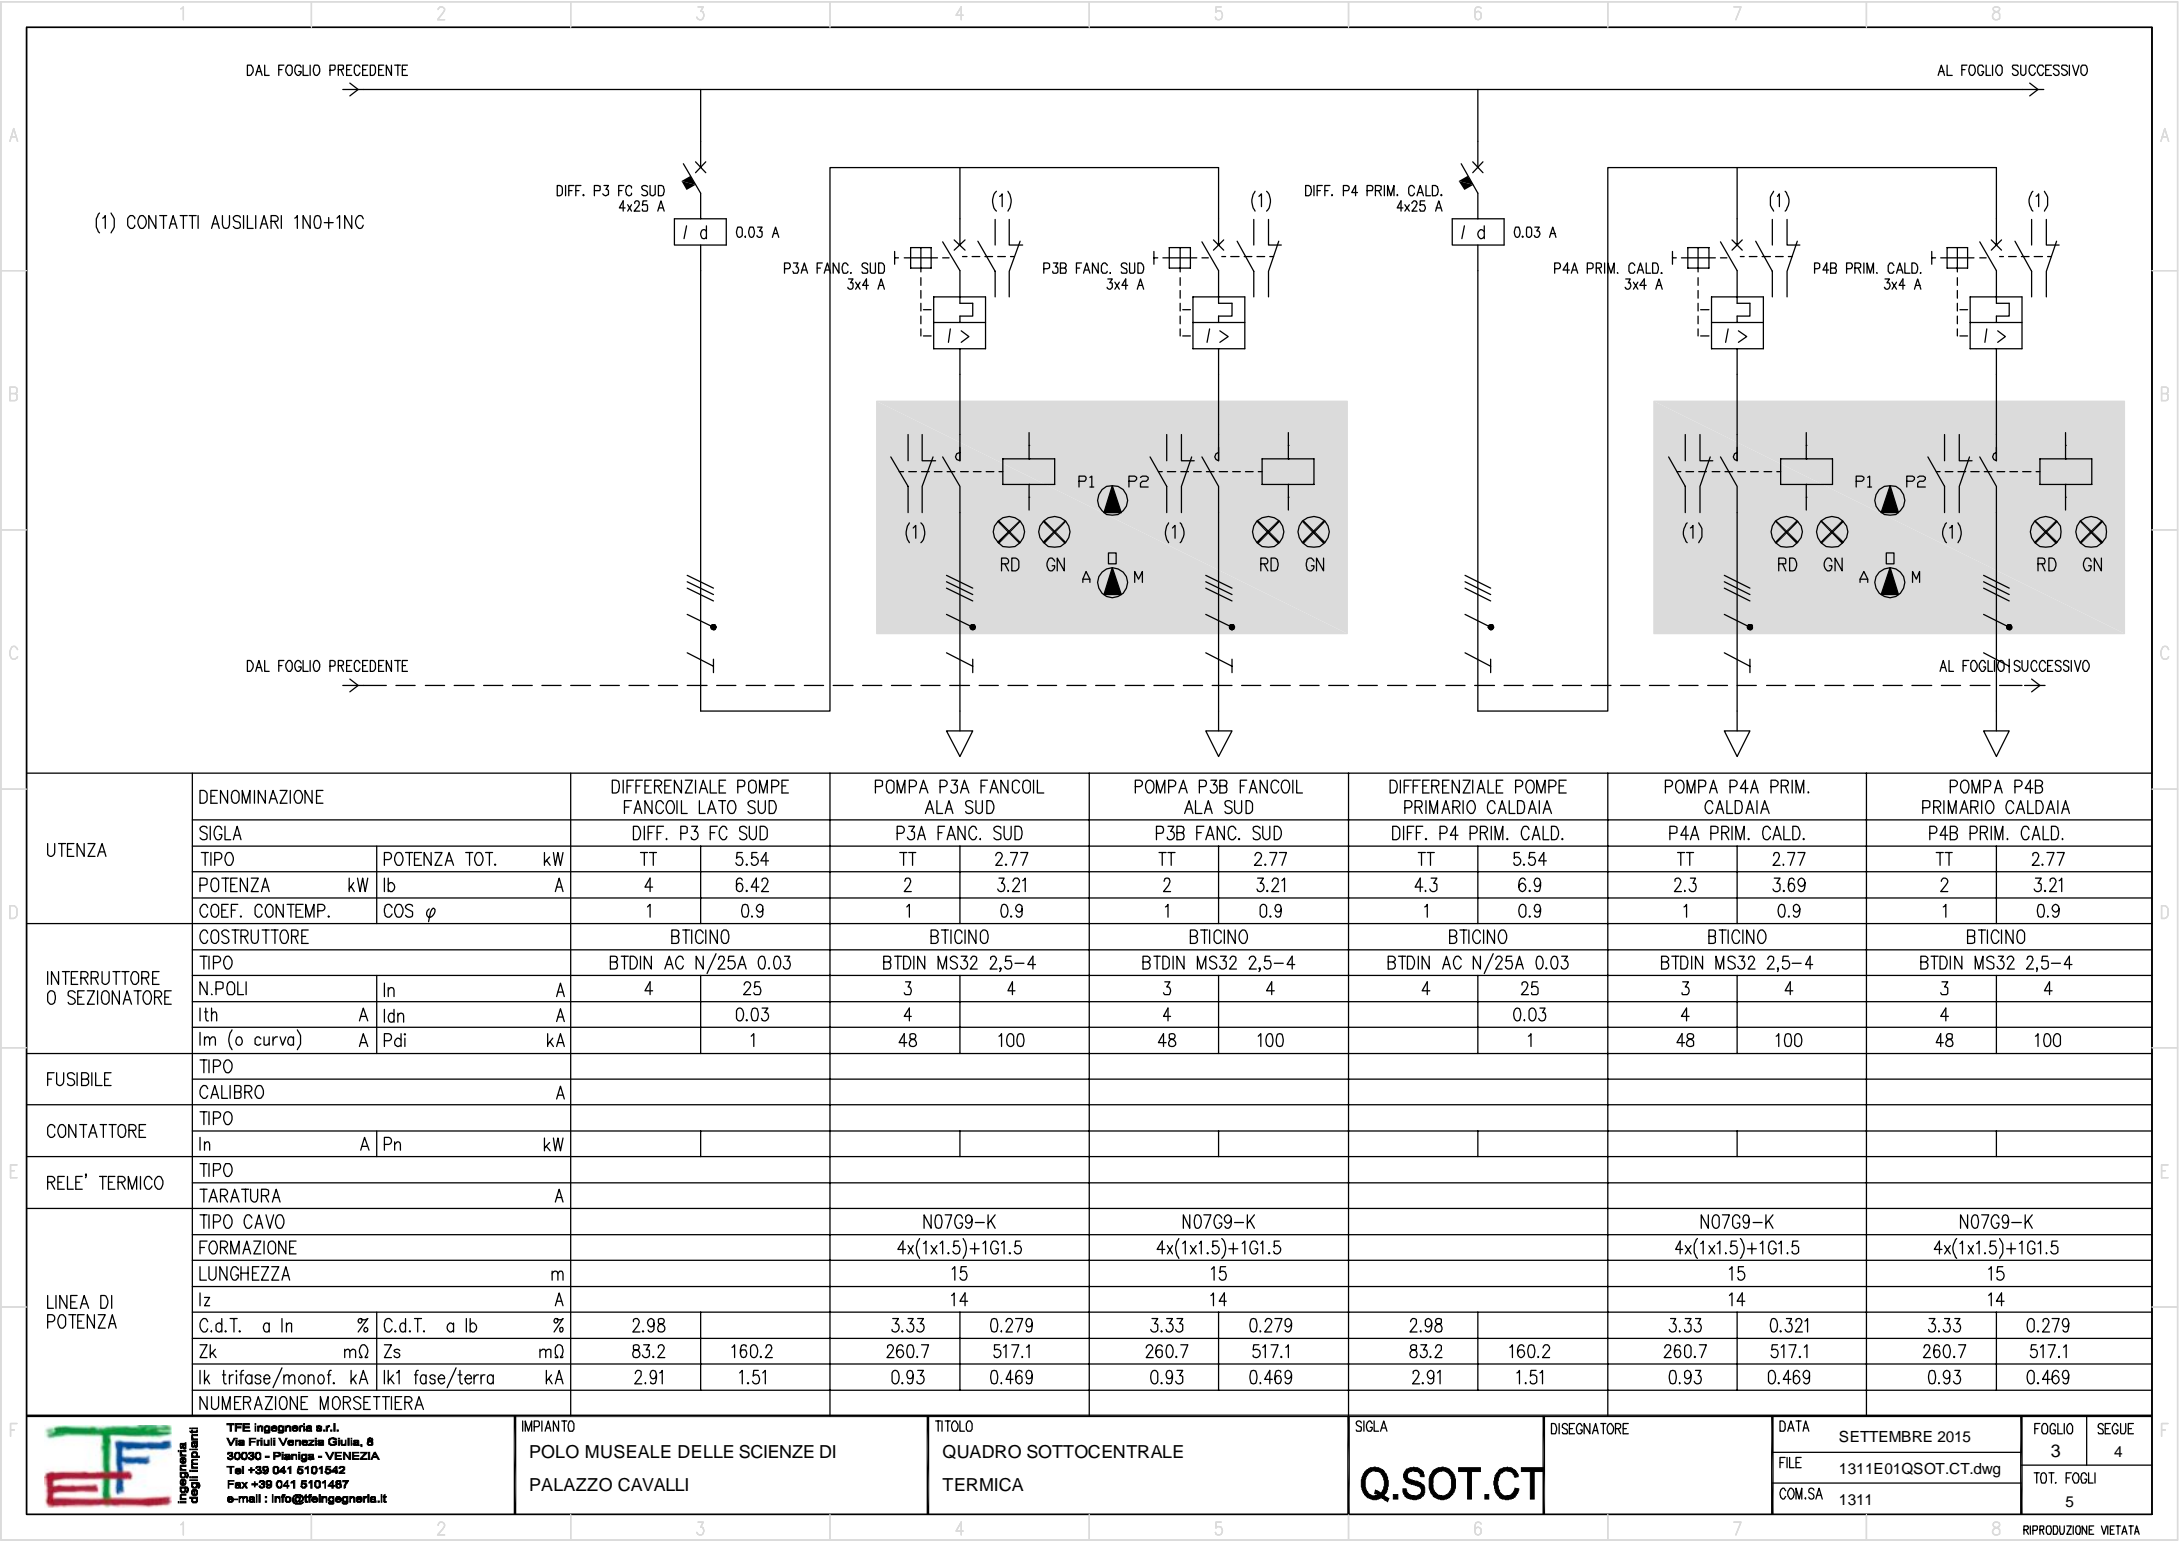 1 2 3 4 5 6 7 8
DAL FOGLIO PRECEDENTE
AL FOGLIO SUCCESSIVO
A A
(1) CONTATTI AUSILIARI 1NO+1NC
DIFF. P3 FC SUD
4x25 A
I d 0.03 A
(1)
P3A FANC. SUD
3x4 A
I >
(1)
P3B FANC. SUD
3x4 A
I >
DIFF. P4 PRIM. CALD.
4x25 A
I d 0.03 A
(1)
P4A PRIM. CALD.
3x4 A
I >
(1)
P4B PRIM. CALD.
3x4 A
I >
B B
P1 P2
(1) (1)
RD GN RD GN
A 0 M
P1 P2
(1) (1)
RD GN RD GN
A 0 M
C C
DAL FOGLIO PRECEDENTE
AL FOGLIO SUCCESSIVO
UTENZA
DENOMINAZIONE DIFFERENZIALE POMPE FANCOIL LATO SUD POMPA P3A FANCOIL ALA SUD POMPA P3B FANCOIL ALA SUD DIFFERENZIALE POMPE PRIMARIO CALDAIA POMPA P4A PRIM. CALDAIA POMPA P4B PRIMARIO CALDAIA
SIGLA DIFF. P3 FC SUD P3A FANC. SUD P3B FANC. SUD DIFF. P4 PRIM. CALD. P4A PRIM. CALD. P4B PRIM. CALD.
TIPO POTENZA TOT. kW TT 5.54 TT 2.77 TT 2.77 TT 5.54 TT 2.77 TT 2.77
POTENZA kW Ib A 4 6.42 2 3.21 2 3.21 4.3 6.9 2.3 3.69 2 3.21
COEF. CONTEMP. COS φ 1 0.9 1 0.9 1 0.9 1 0.9 1 0.9 1 0.9
D D
INTERRUTTORE
O SEZIONATORE
COSTRUTTORE BTICINO BTICINO BTICINO BTICINO BTICINO BTICINO
TIPO BTDIN AC N/25A 0.03 BTDIN MS32 2,5-4 BTDIN MS32 2,5-4 BTDIN AC N/25A 0.03 BTDIN MS32 2,5-4 BTDIN MS32 2,5-4
N.POLI In A 4 25 3 4 3 4 4 25 3 4 3 4
Ith A Idn A 0.03 4 4 0.03 4 4
Im (o curva) A Pdi kA 1 48 100 48 100 1 48 100 48 100
FUSIBILE
TIPO
CALIBRO A
CONTATTORE
TIPO
In A Pn kW
E E
RELE' TERMICO
TIPO
TARATURA A
LINEA DI
POTENZA
TIPO CAVO N07G9-K N07G9-K N07G9-K N07G9-K
FORMAZIONE 4x(1x1.5)+1G1.5 4x(1x1.5)+1G1.5 4x(1x1.5)+1G1.5 4x(1x1.5)+1G1.5
LUNGHEZZA m 15 15 15 15
Iz A 14 14 14 14
C.d.T. a In % C.d.T. a Ib % 2.98 3.33 0.279 3.33 0.279 2.98 3.33 0.321 3.33 0.279
Zk mΩ Zs mΩ 83.2 160.2 260.7 517.1 260.7 517.1 83.2 160.2 260.7 517.1 260.7 517.1
Ik trifase/monof. kA Ik1 fase/terra kA 2.91 1.51 0.93 0.469 0.93 0.469 2.91 1.51 0.93 0.469 0.93 0.469
NUMERAZIONE MORSETTIERA
F F
TFE
ingegneria
degli impianti
TFE ingegneria s.r.l.
Via Friuli Venezia Giulia, 8
30030 - Pianiga - VENEZIA
Tel +39 041 5101542
Fax +39 041 5101487
e-mail : info@tfeingegneria.it
IMPIANTO
POLO MUSEALE DELLE SCIENZE DI
PALAZZO CAVALLI
TITOLO
QUADRO SOTTOCENTRALE
TERMICA
SIGLA
Q.SOT.CT
DISEGNATORE
DATA SETTEMBRE 2015
FILE 1311E01QSOT.CT.dwg
COM.SA 1311
FOGLIO 3
SEGUE 4
TOT. FOGLI
5
1 2 3 4 5 6 7 8
RIPRODUZIONE VIETATA